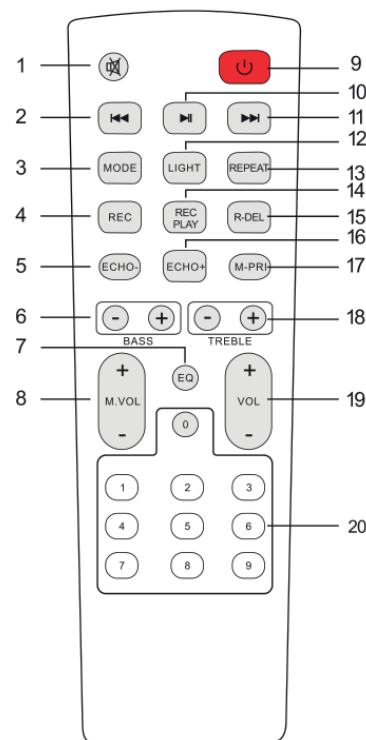 1
9
10
2
11
12
3
MODE
LIGHT
REPEAT
13
14
4
REC
REC
PLAY
R-DEL
15
16
5
ECHO-
ECHO+
M-PRI
17
6
-
+
-
+
18
BASS
TREBLE
7
EQ
8
+
M.VOL
-
+
VOL
-
19
0
1
2
3
4
5
6
20
7
8
9